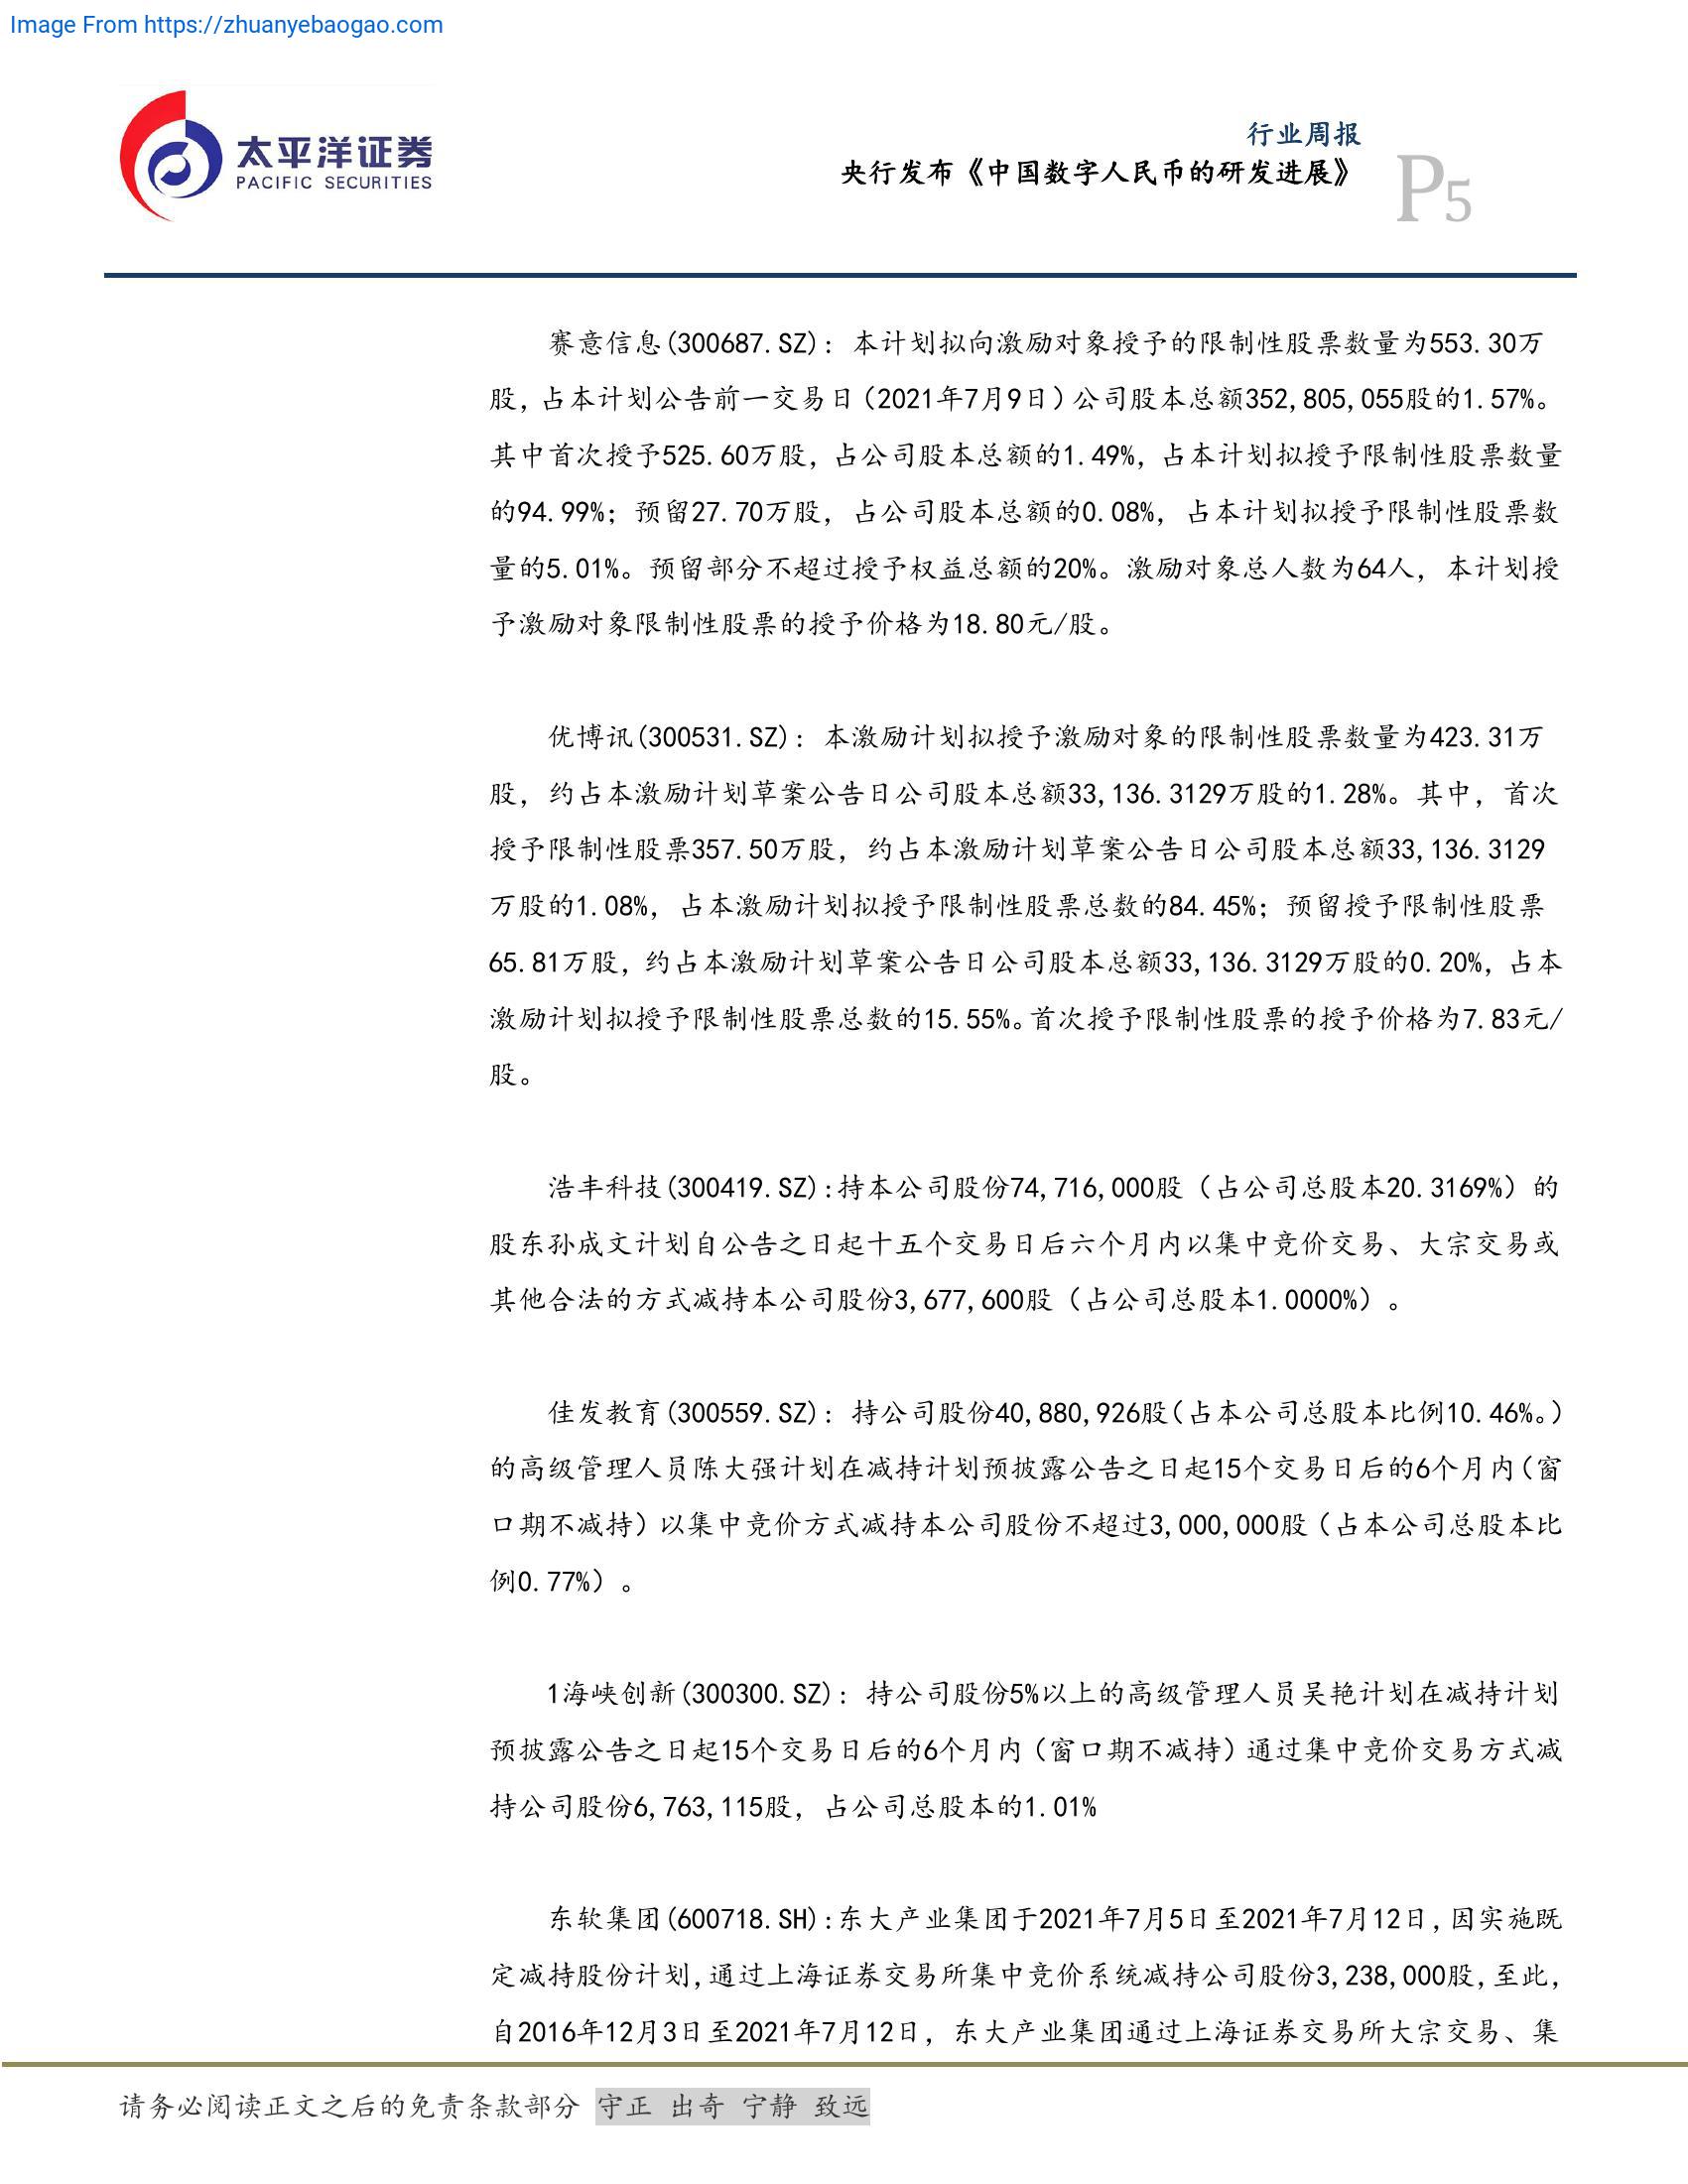 Image From https://zhuanyebaogao.com
太平洋证券
PACIFIC SECURITIES
行业周报
央行发布《中国数字人民币的研发进展》
P5
赛意信息(300687.SZ)：本计划拟向激励对象授予的限制性股票数量为553.30万
股，占本计划公告前一交易日（2021年7月9日）公司股本总额352,805,055股的1.57%。
其中首次授予525.60万股，占公司股本总额的1.49%，占本计划拟授予限制性股票数量
的94.99%；预留27.70万股，占公司股本总额的0.08%，占本计划拟授予限制性股票数
量的5.01%。预留部分不超过授予权益总额的20%。激励对象总人数为64人，本计划授
予激励对象限制性股票的授予价格为18.80元/股。
优博讯(300531.SZ)：本激励计划拟授予激励对象的限制性股票数量为423.31万
股，约占本激励计划草案公告日公司股本总额33,136.3129万股的1.28%。其中，首次
授予限制性股票357.50万股，约占本激励计划草案公告日公司股本总额33,136.3129
万股的1.08%，占本激励计划拟授予限制性股票总数的84.45%；预留授予限制性股票
65.81万股，约占本激励计划草案公告日公司股本总额33,136.3129万股的0.20%，占本
激励计划拟授予限制性股票总数的15.55%。首次授予限制性股票的授予价格为7.83元/
股。
浩丰科技(300419.SZ):持本公司股份74,716,000股（占公司总股本20.3169%）的
股东孙成文计划自公告之日起十五个交易日后六个月内以集中竞价交易、大宗交易或
其他合法的方式减持本公司股份3,677,600股（占公司总股本1.0000%）。
佳发教育(300559.SZ)：持公司股份40,880,926股（占本公司总股本比例10.46%。）
的高级管理人员陈大强计划在减持计划预披露公告之日起15个交易日后的6个月内（窗
口期不减持）以集中竞价方式减持本公司股份不超过3,000,000股（占本公司总股本比
例0.77%）。
1海峡创新(300300.SZ)：持公司股份5%以上的高级管理人员吴艳计划在减持计划
预披露公告之日起15个交易日后的6个月内（窗口期不减持）通过集中竞价交易方式减
持公司股份6,763,115股，占公司总股本的1.01%
东软集团(600718.SH):东大产业集团于2021年7月5日至2021年7月12日,因实施既
定减持股份计划,通过上海证券交易所集中竞价系统减持公司股份3,238,000股,至此,
自2016年12月3日至2021年7月12日，东大产业集团通过上海证券交易所大宗交易、集
请务必阅读正文之后的免责条款部分 守正 出奇 宁静 致远